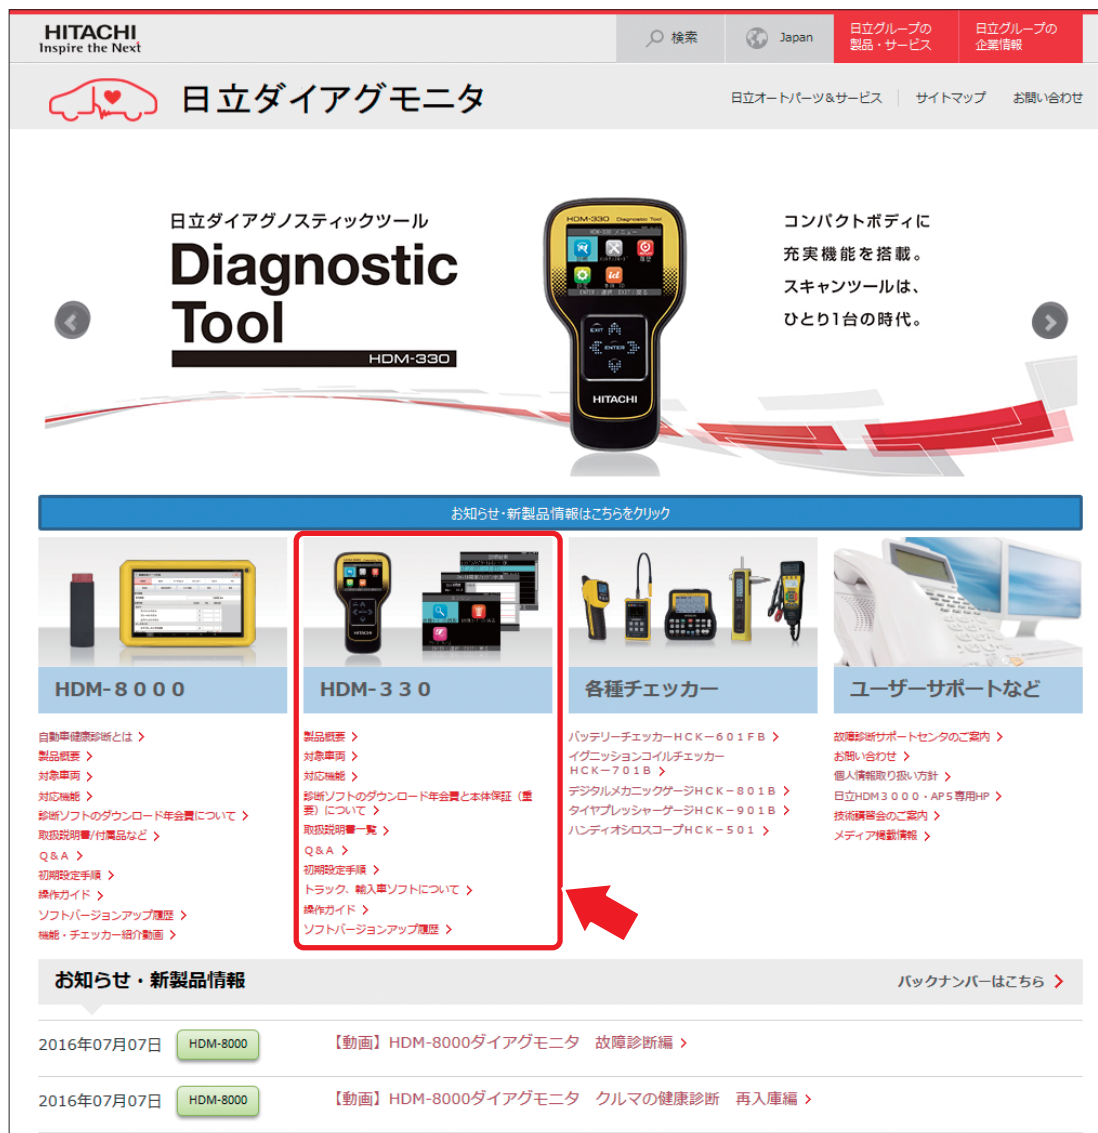 HITACHI
Inspire the Next
検索
Japan
日立グループの
製品・サービス
日立グループの
企業情報
日立ダイアグモニタ
日立オートパーツ&サービス
サイトマップ
お問い合わせ
日立ダイアグノスティックツール
Diagnostic
Tool
HDM-330
HDM-330 Diagnostic Tool
HDM-330 メニュー
EXIT
ENTER
HITACHI
コンパクトボディに
充実機能を搭載。
スキャンツールは、
ひとり1台の時代。
お知らせ・新製品情報はこちらをクリック
HDM-8000
自動車健康診断とは
製品概要
対象車両
対応機能
診断ソフトのダウンロード年会費について
取扱説明書/付属品など
Q&A
初期設定手順
操作ガイド
ソフトバージョンアップ履歴
機能・チェッカー紹介動画
HDM-330
製品概要
対象車両
対応機能
診断ソフトのダウンロード年会費と本体保証（重
要）について
取扱説明書一覧
Q&A
初期設定手順
トラック、輸入車ソフトについて
操作ガイド
ソフトバージョンアップ履歴
各種チェッカー
バッテリーチェッカーHCK-601FB
イグニッションコイルチェッカー
HCK-701B
デジタルメカニックゲージHCK-801B
タイヤプレッシャーゲージHCK-901B
ハンディオシロスコープHCK-501
ユーザーサポートなど
故障診断サポートセンタのご案内
お問い合わせ
個人情報取り扱い方針
日立HDM3000・APS専用HP
技術講習会のご案内
メディア掲載情報
お知らせ・新製品情報
バックナンバーはこちら
2016年07月07日 HDM-8000 【動画】HDM-8000ダイアグモニタ 故障診断編
2016年07月07日 HDM-8000 【動画】HDM-8000ダイアグモニタ クルマの健康診断 再入庫編